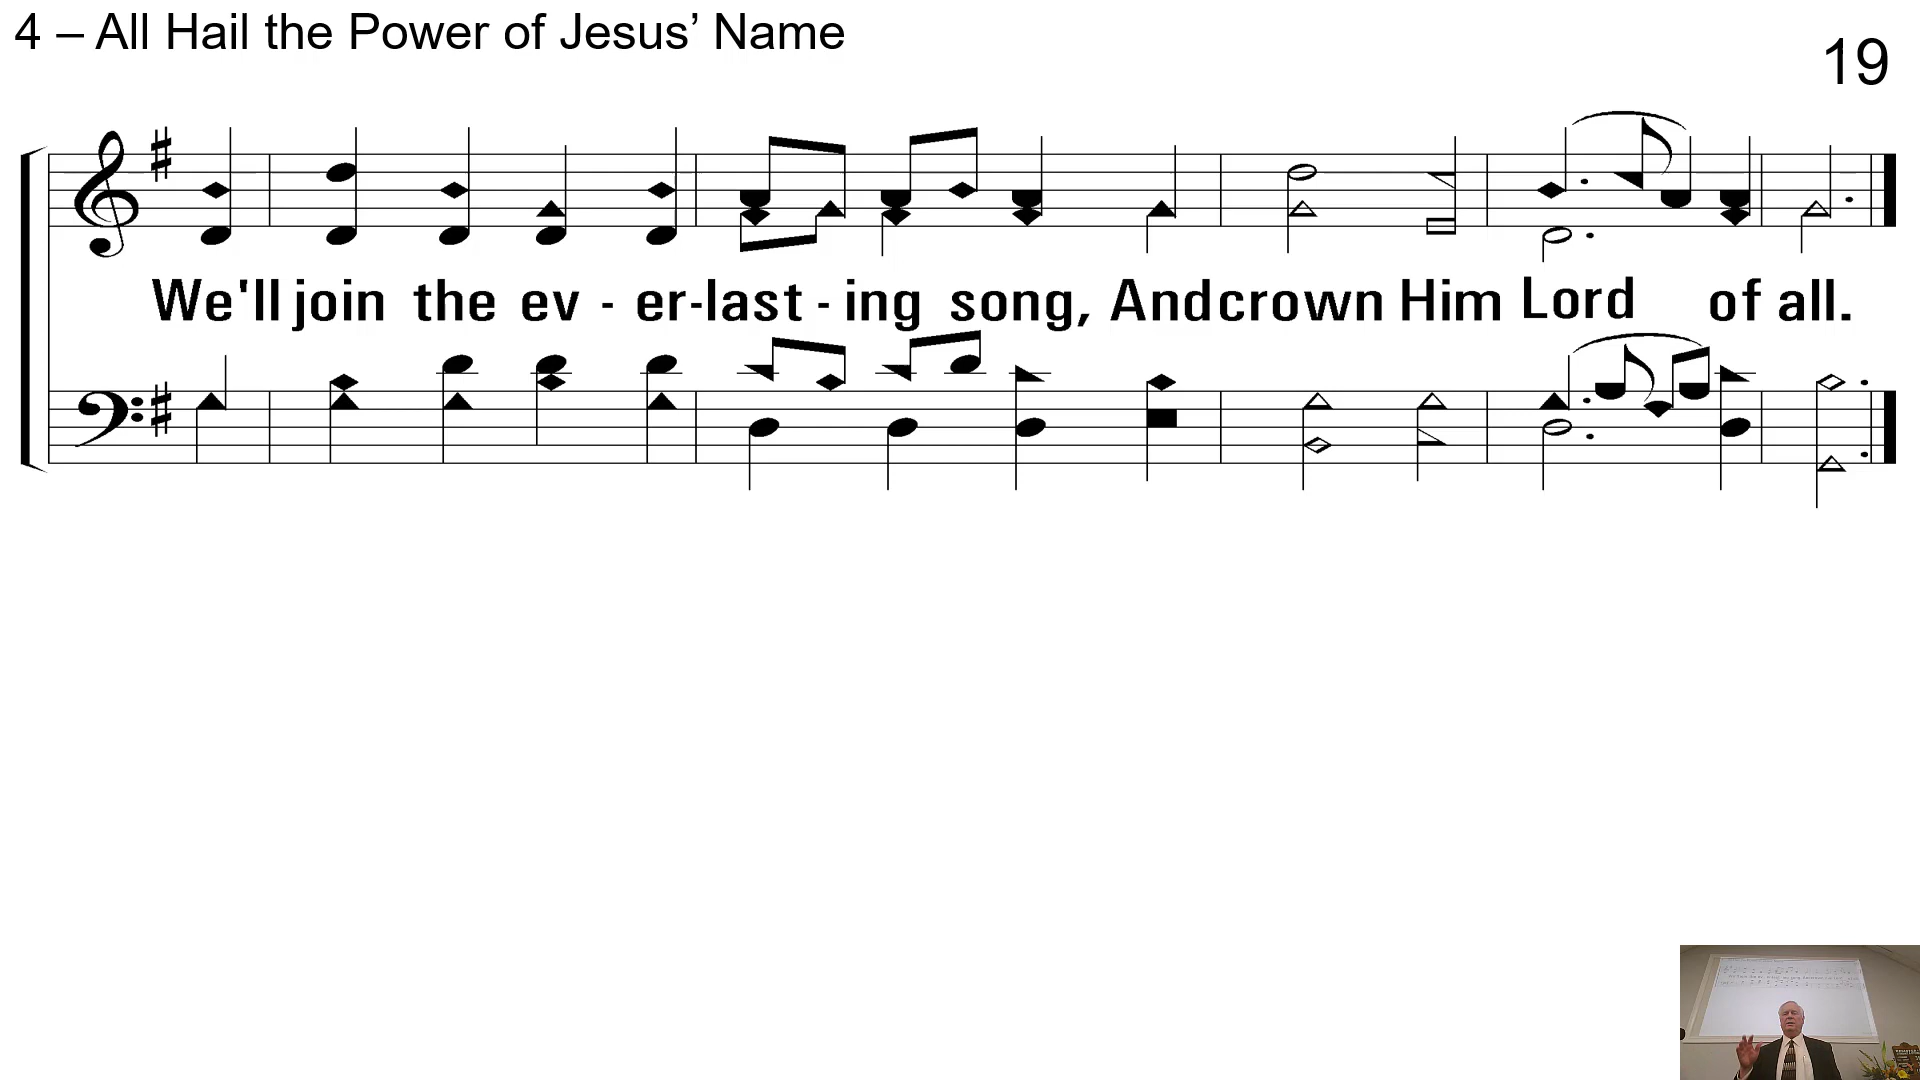 4 – All Hail the Power of Jesus’ Name
19
We'll join the ev - er-last - ing song, And crown Him Lord of all.